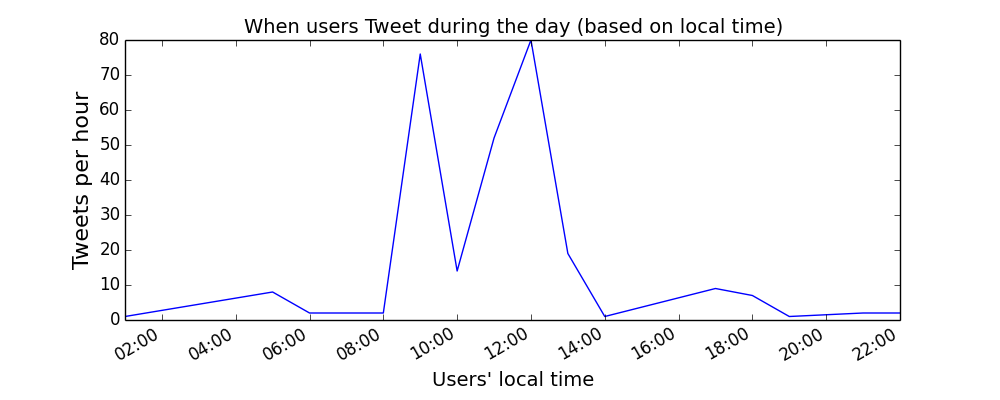 When users Tweet during the day (based on local time)
80
70
60
50
40
30
20
10
0
Tweets per hour
02:00 04:00 06:00 08:00 10:00 12:00 14:00 16:00 18:00 20:00 22:00
Users' local time